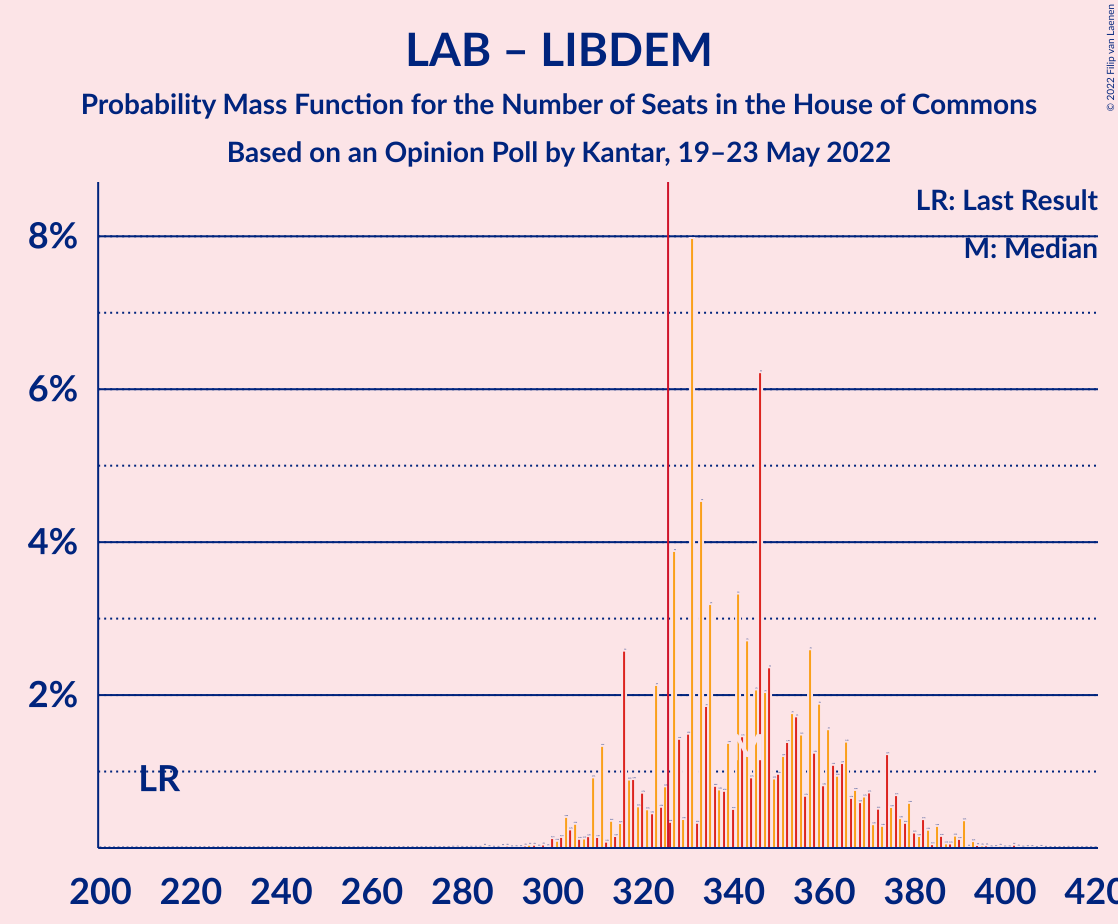 LAB – LIBDEM
Probability Mass Function for the Number of Seats in the House of Commons
Based on an Opinion Poll by Kantar, 19–23 May 2022
© 2022 Filip van Laenen
LR: Last Result
M: Median
8%
6%
4%
2%
LR
M
200 220 240 260 280 300 320 340 360 380 400 420